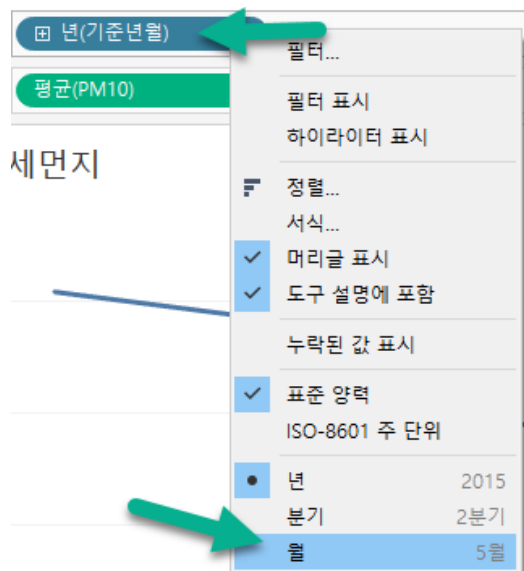 년(기준년월)
필터...
평균(PM10)
필터 표시
하이라이터 표시
세먼지
정렬...
서식...
머리글 표시
도구 설명에 포함
누락된 값 표시
표준 양력
ISO-8601 주 단위
년 2015
분기 2분기
월 5월